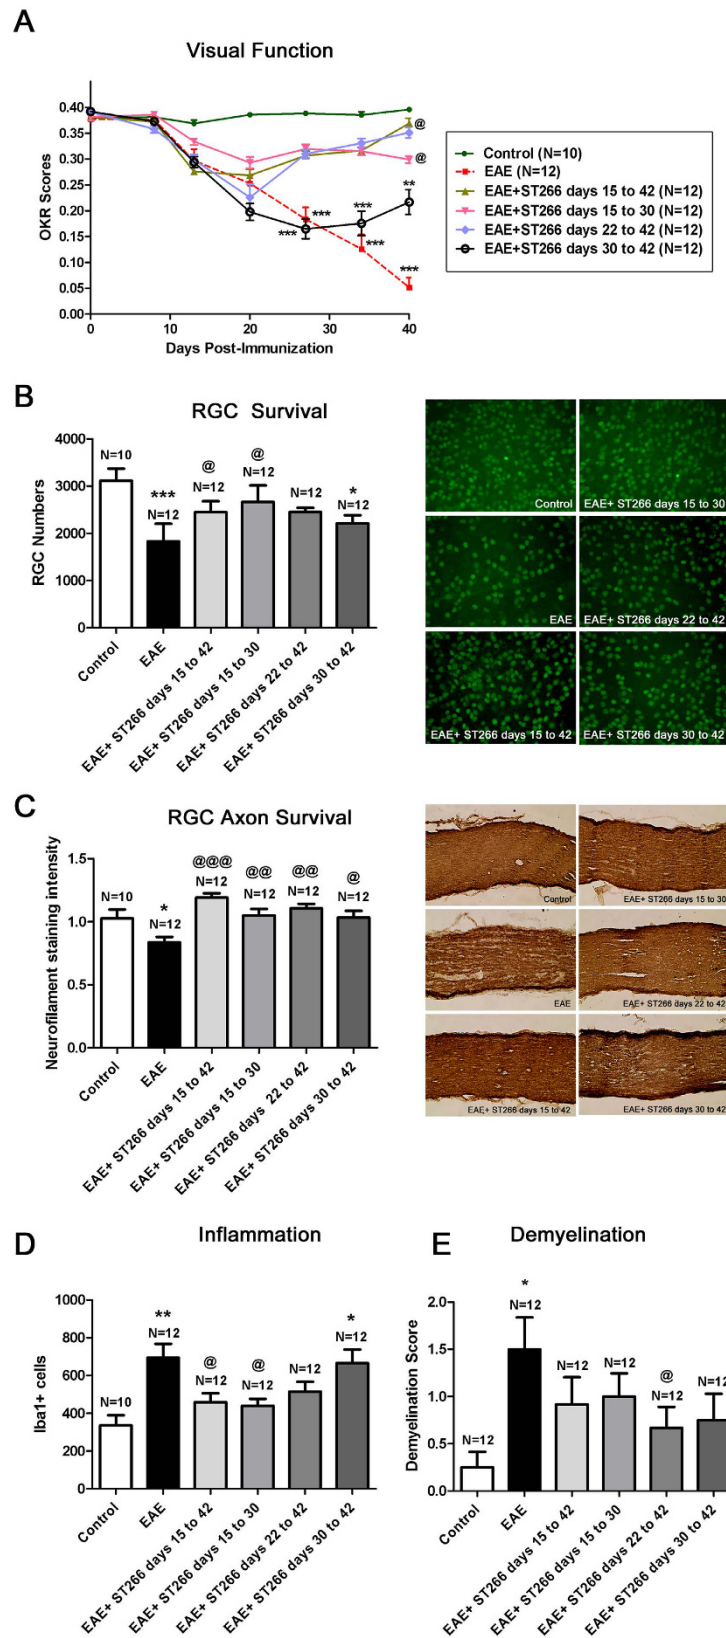 A
Visual Function
OKR Scores
0.40
0.35
0.30
0.25
0.20
0.15
0.10
0.05
0.00
0
10
20
30
40
Days Post-Immunization
@
@
**
***
***
***
***
***
Control (N=10)
EAE (N=12)
EAE+ST266 days 15 to 42 (N=12)
EAE+ST266 days 15 to 30 (N=12)
EAE+ST266 days 22 to 42 (N=12)
EAE+ST266 days 30 to 42 (N=12)
B
RGC Survival
RGC Numbers
4000
3000
2000
1000
0
N=10
***
N=12
@
N=12
@
N=12
N=12
*
N=12
Control
EAE
EAE+ ST266 days 15 to 42
EAE+ ST266 days 15 to 30
EAE+ ST266 days 22 to 42
EAE+ ST266 days 30 to 42
Control
EAE+ ST266 days 15 to 30
EAE
EAE+ ST266 days 22 to 42
EAE+ ST266 days 15 to 42
EAE+ ST266 days 30 to 42
C
RGC Axon Survival
Neurofilament staining intensity
1.5
1.0
0.5
0.0
N=10
*
N=12
@@@
N=12
@@
N=12
@@
N=12
@
N=12
Control
EAE
EAE+ ST266 days 15 to 42
EAE+ ST266 days 15 to 30
EAE+ ST266 days 22 to 42
EAE+ ST266 days 30 to 42
Control
EAE+ ST266 days 15 to 30
EAE
EAE+ ST266 days 22 to 42
EAE+ ST266 days 15 to 42
EAE+ ST266 days 30 to 42
D
Inflammation
Iba1+ cells
1000
800
600
400
200
0
N=10
**
N=12
@
N=12
@
N=12
N=12
*
N=12
Control
EAE
EAE+ ST266 days 15 to 42
EAE+ ST266 days 15 to 30
EAE+ ST266 days 22 to 42
EAE+ ST266 days 30 to 42
E
Demyelination
Demyelination Score
2.0
1.5
1.0
0.5
0.0
N=12
*
N=12
N=12
N=12
@
N=12
N=12
Control
EAE
EAE+ ST266 days 15 to 42
EAE+ ST266 days 15 to 30
EAE+ ST266 days 22 to 42
EAE+ ST266 days 30 to 42